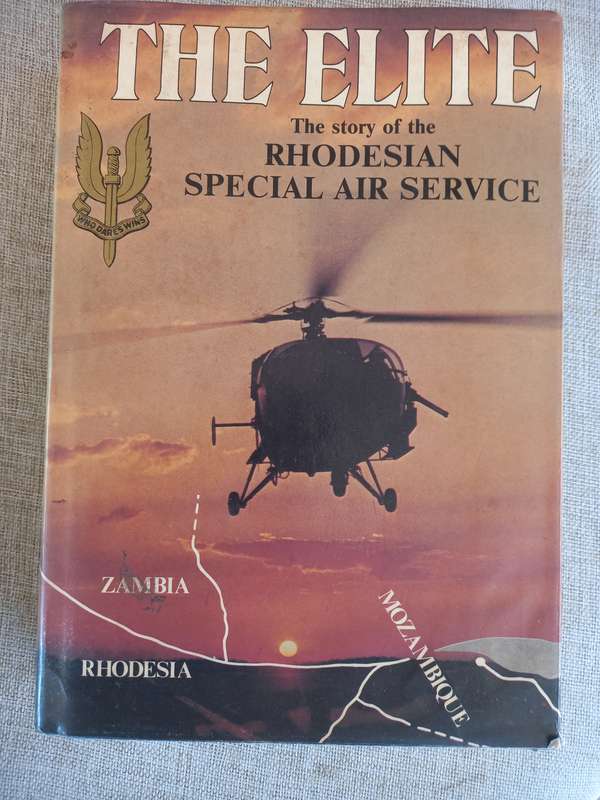 THE ELITE
The story of the
RHODESIAN
SPECIAL AIR SERVICE
WHO DARES WINS
ZAMBIA
RHODESIA
MOZAMBIQUE